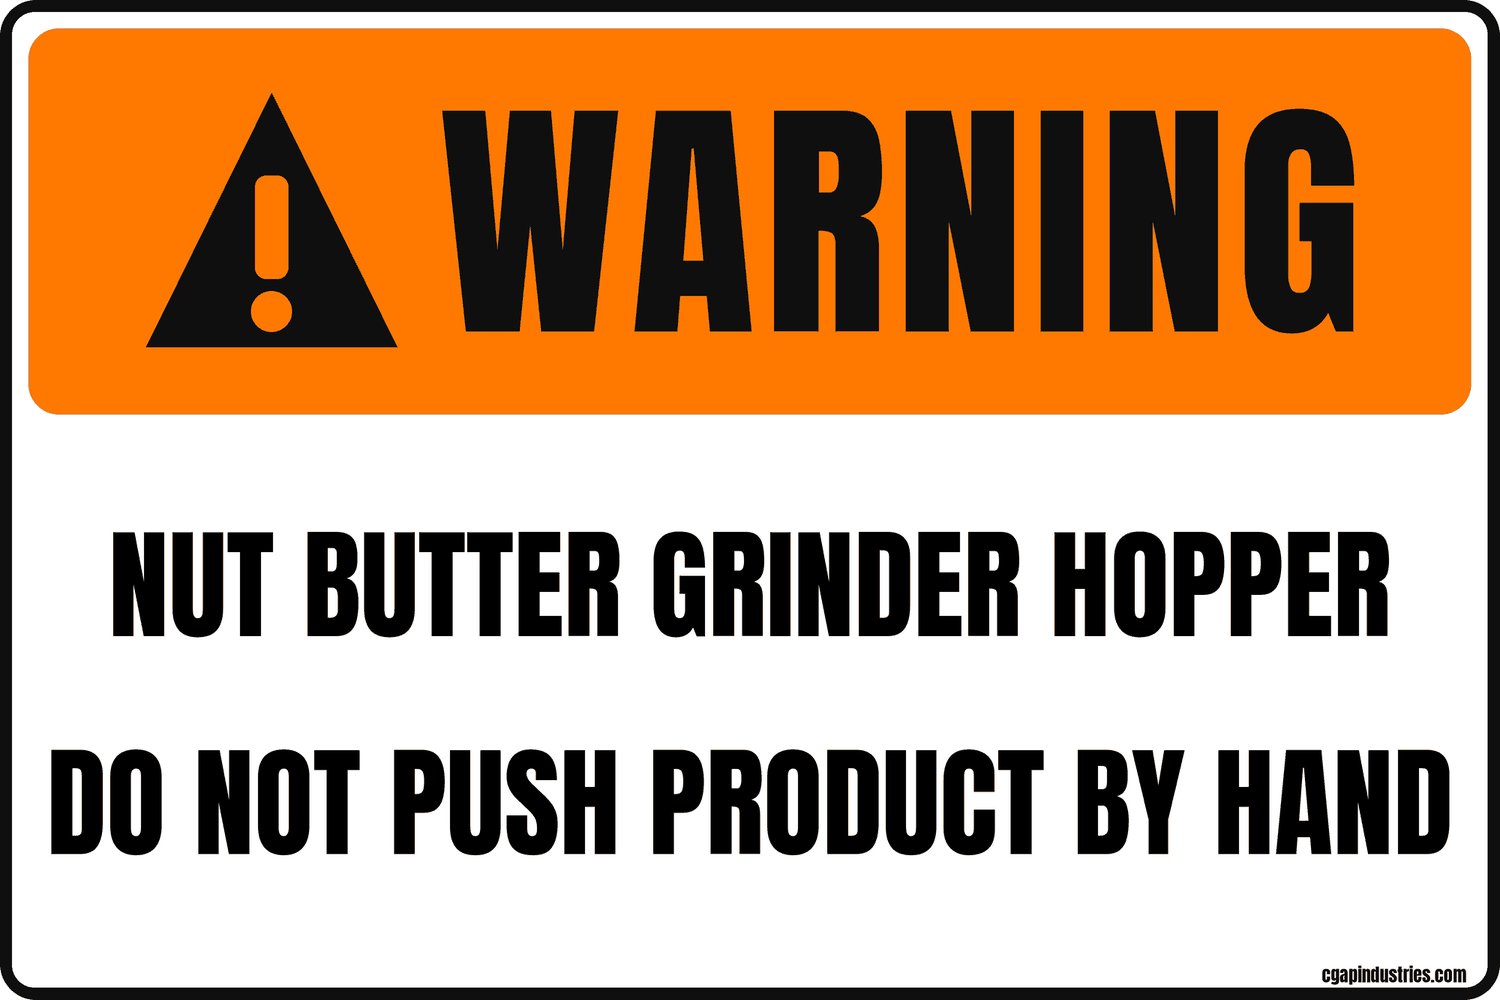 WARNING
NUT BUTTER GRINDER HOPPER
DO NOT PUSH PRODUCT BY HAND
cgapindustries.com